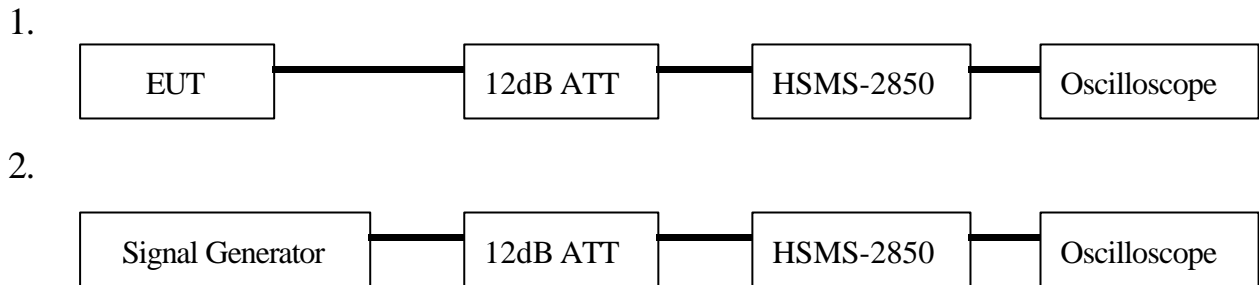 1.
EUT 12dB ATT HSMS-2850 Oscilloscope
2.
Signal Generator 12dB ATT HSMS-2850 Oscilloscope